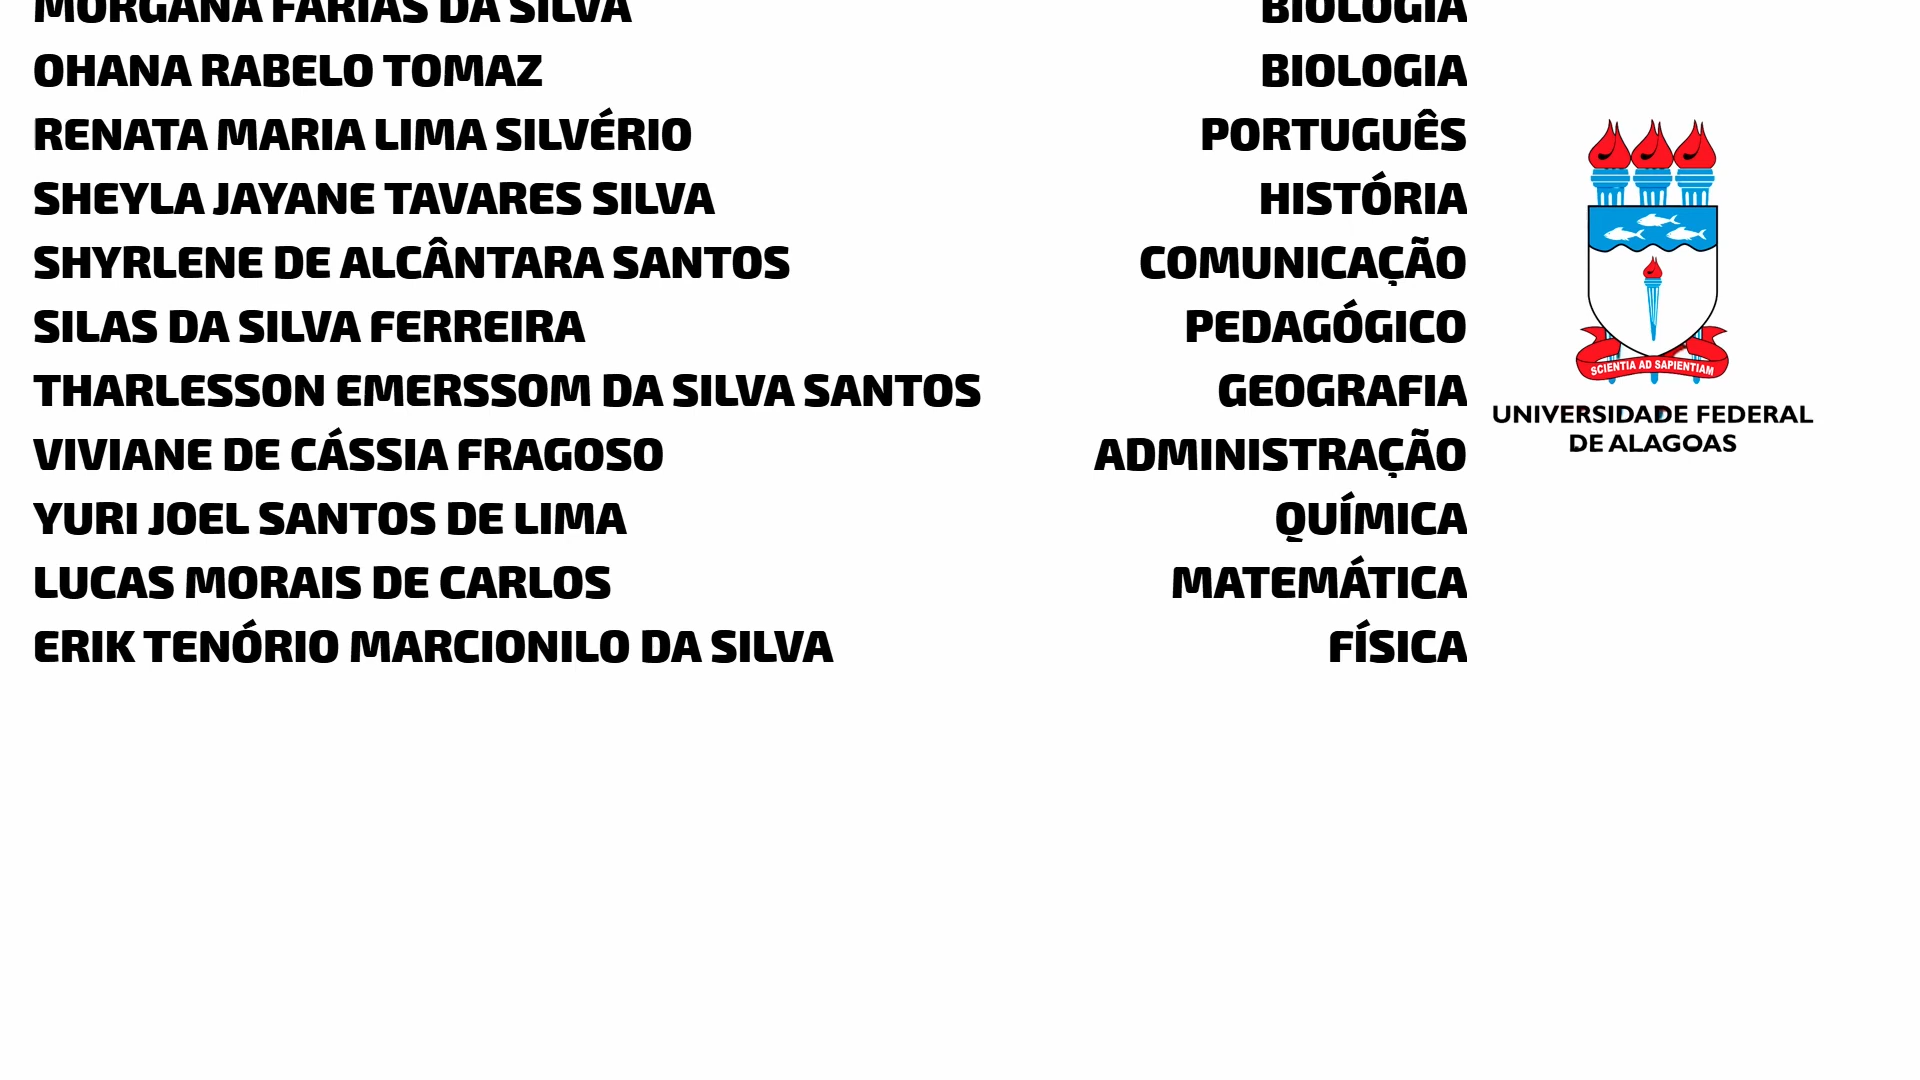 MORGANA FARIAS DA SILVA BIOLOGIA
OHANA RABELO TOMAZ BIOLOGIA
RENATA MARIA LIMA SILVÉRIO PORTUGUÊS
SHEYLA JAYANE TAVARES SILVA HISTÓRIA
SHYRLENE DE ALCÂNTARA SANTOS COMUNICAÇÃO
SILAS DA SILVA FERREIRA PEDAGÓGICO
THARLESSON EMERSSOM DA SILVA SANTOS GEOGRAFIA
VIVIANE DE CÁSSIA FRAGOSO ADMINISTRAÇÃO
YURI JOEL SANTOS DE LIMA QUÍMICA
LUCAS MORAIS DE CARLOS MATEMÁTICA
ERIK TENÓRIO MARCIONILO DA SILVA FÍSICA
SCIENTIA AD SAPIENTIAM
UNIVERSIDADE FEDERAL
DE ALAGOAS